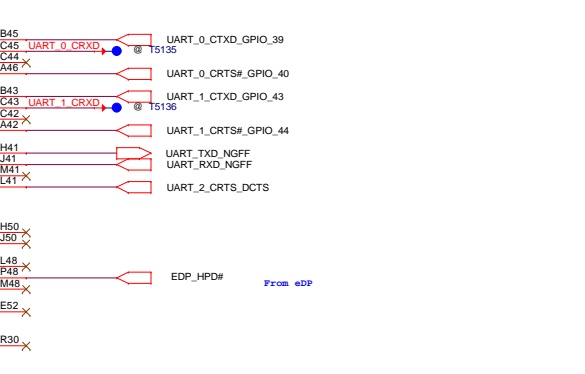 B45 UART_0_CTXD_GPIO_39
C45 UART_0_CRXD @ T5135
C44
A46 UART_0_CRTS#_GPIO_40
B43 UART_1_CTXD_GPIO_43
C43 UART_1_CRXD @ T5136
C42
A42 UART_1_CRTS#_GPIO_44
H41 UART_TXD_NGFF
J41 UART_RXD_NGFF
M41
L41 UART_2_CRTS_DCTS
H50
J50
L48
P48 EDP_HPD#
M48 From eDP
E52
R30